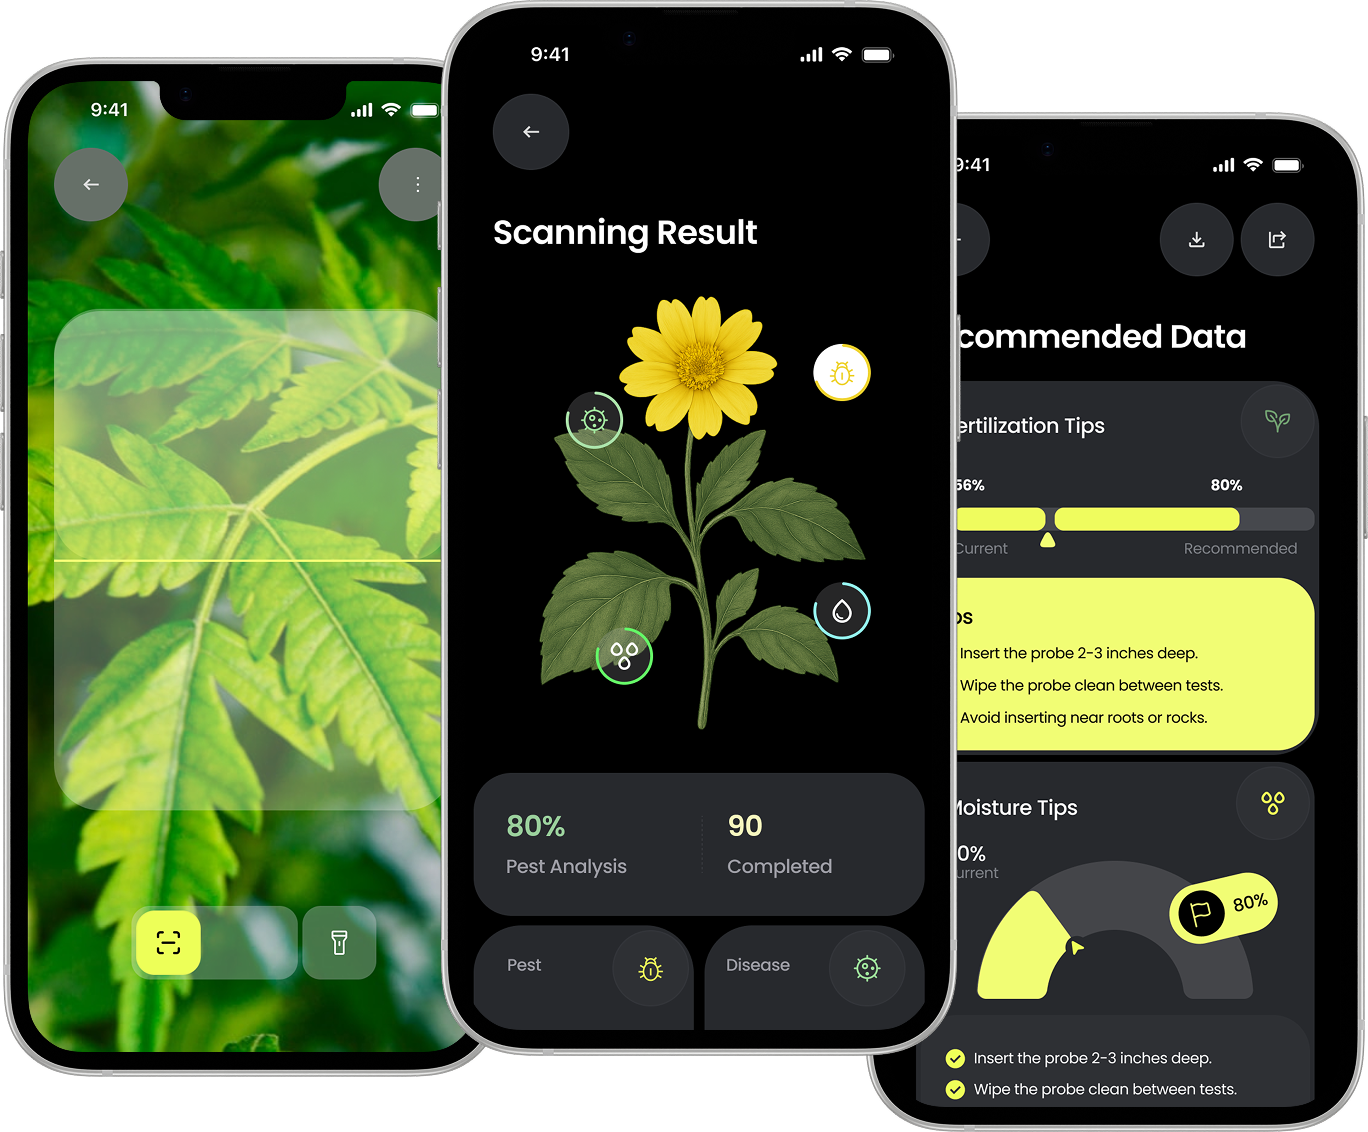 9:41
9:41
Scanning Result
80%
Pest Analysis
90
Completed
Pest
Disease
9:41
commended Data
ertilization Tips
56%
80%
Current
Recommended
os
Insert the probe 2-3 inches deep.
Wipe the probe clean between tests.
Avoid inserting near roots or rocks.
Moisture Tips
0%
urrent
80%
Insert the probe 2-3 inches deep.
Wipe the probe clean between tests.